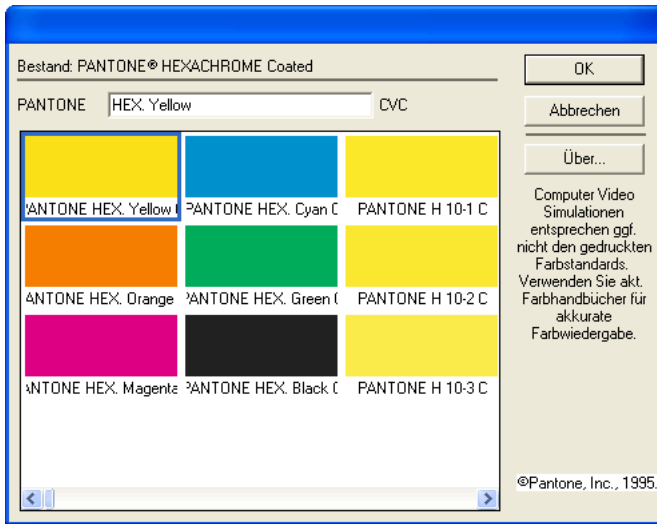 Bestand: PANTONE® HEXACHROME Coated
PANTONE HEX. Yellow CVC
OK
Abbrechen
Über...
ANTONE HEX. Yellow PANTONE HEX. Cyan C PANTONE H 10-1 C
ANTONE HEX. Orange PANTONE HEX. Green C PANTONE H 10-2 C
ANTONE HEX. Magenta PANTONE HEX. Black C PANTONE H 10-3 C
Computer Video
Simulationen
entsprechen ggf.
nicht den gedruckten
Farbstandards.
Verwenden Sie akt.
Farbhandbücher für
akkurate
Farbwiedergabe.
©Pantone, Inc., 1995.